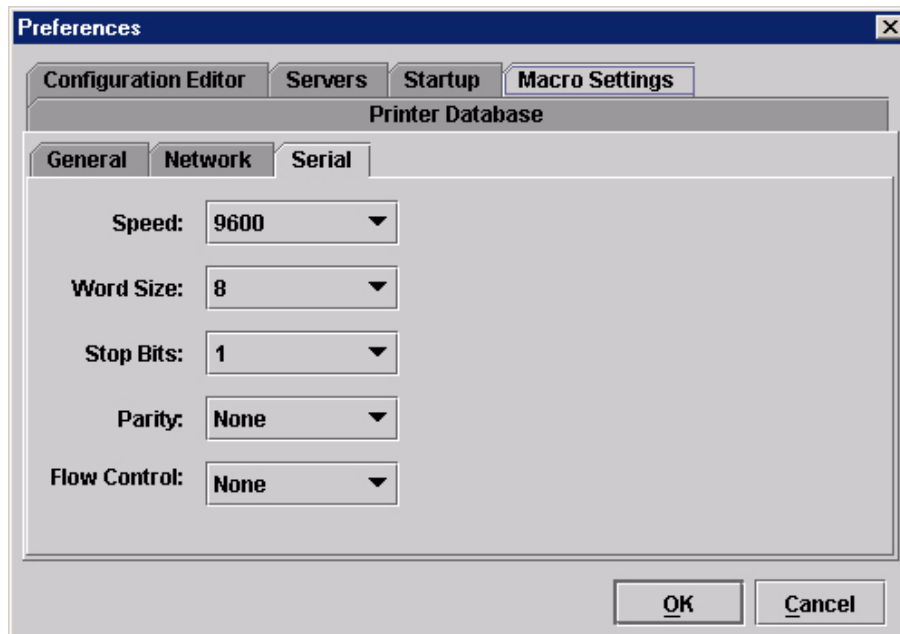 Preferences
Configuration Editor Servers Startup Macro Settings
Printer Database
General Network Serial
Speed: 9600
Word Size: 8
Stop Bits: 1
Parity: None
Flow Control: None
OK Cancel